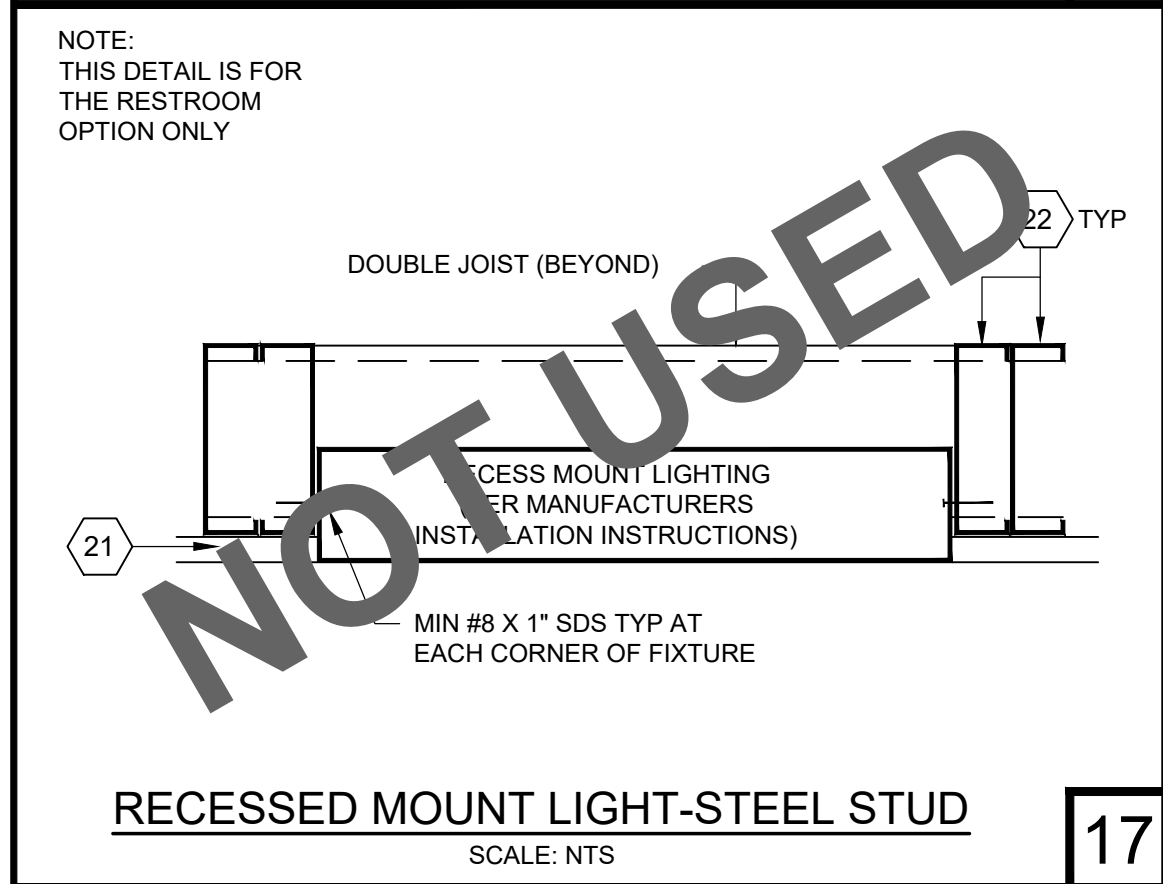 NOTE:
THIS DETAIL IS FOR
THE RESTROOM
OPTION ONLY
22 TYP
DOUBLE JOIST (BEYOND)
NOT USED
MOUNT LIGHTING
MANUFACTURERS
INSTRUCTIONS)
21
MIN #8 X 1" SDS TYP AT
EACH CORNER OF FIXTURE
RECESSED MOUNT LIGHT-STEEL STUD
SCALE: NTS
17